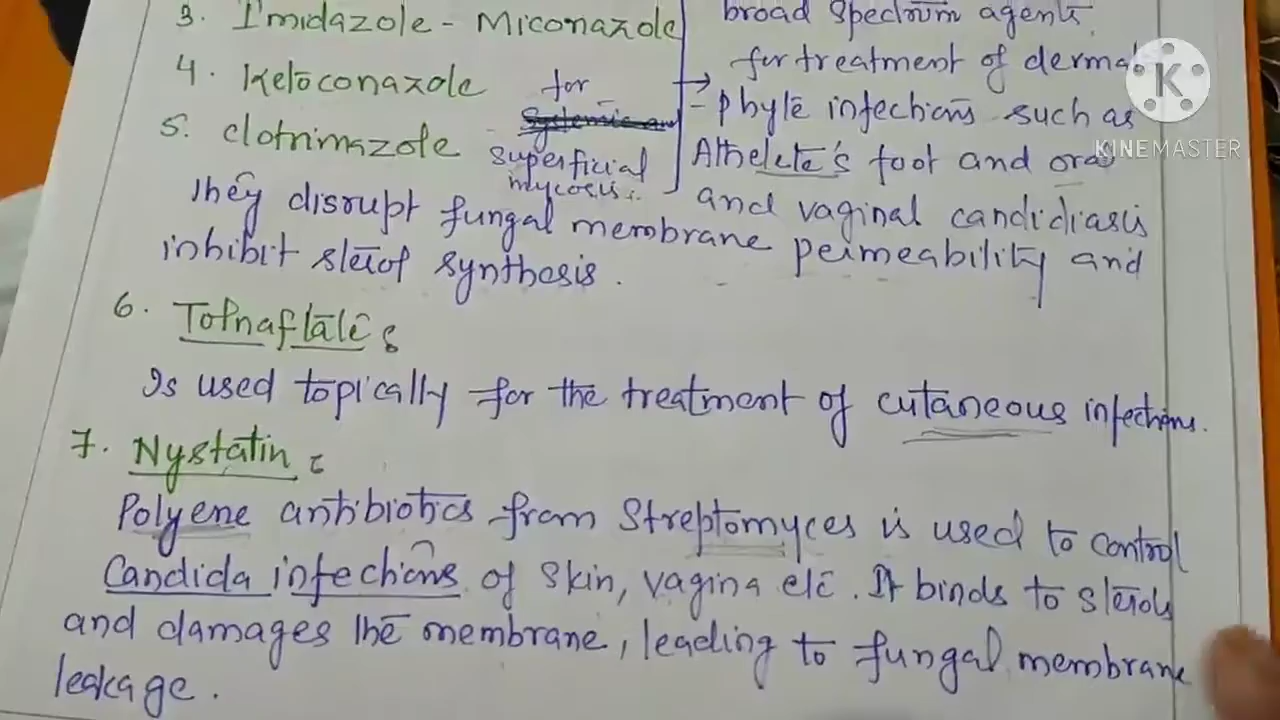 3. Imidazole - Miconazole
4. Ketoconazole
5. clotrimazole
for
superficial
mycosis.
broad spectrum agents
for treatment of dermat
- phyte infections such as
Athelete's foot and oral
and vaginal candidiasis
They disrupt fungal membrane permeability and
inhibit sterol synthesis.
6. Tolnaftate:
Is used topically for the treatment of cutaneous infections.
7. Nystatin:
Polyene antibiotics from Streptomyces is used to control
Candida infections of skin, vagina etc. It binds to sterols
and damages the membrane, leading to fungal membrane
leakage.
K
KINEMASTER